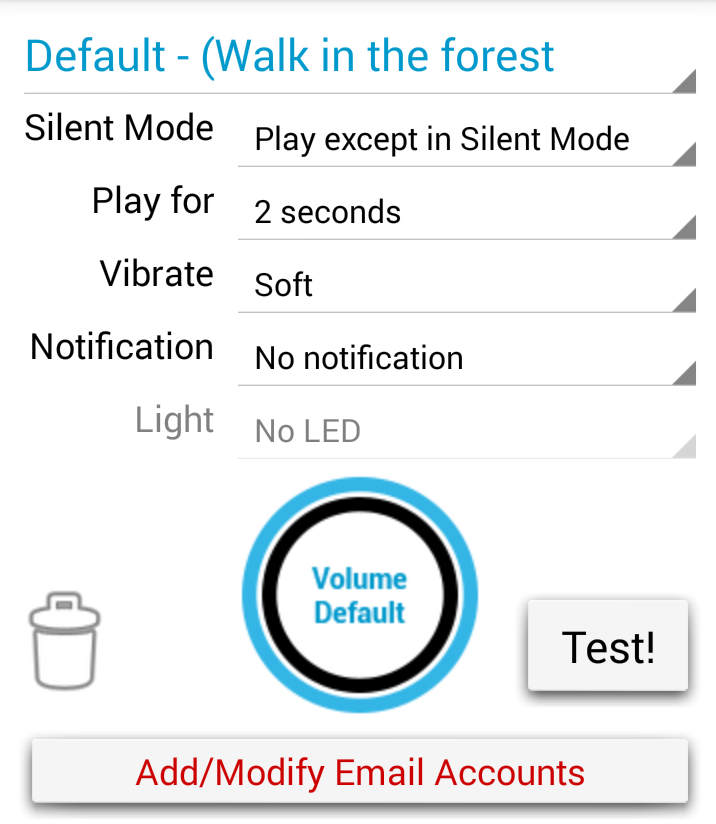 Default - (Walk in the forest
Silent Mode Play except in Silent Mode
Play for 2 seconds
Vibrate Soft
Notification No notification
Light No LED
Volume
Default
Test!
Add/Modify Email Accounts